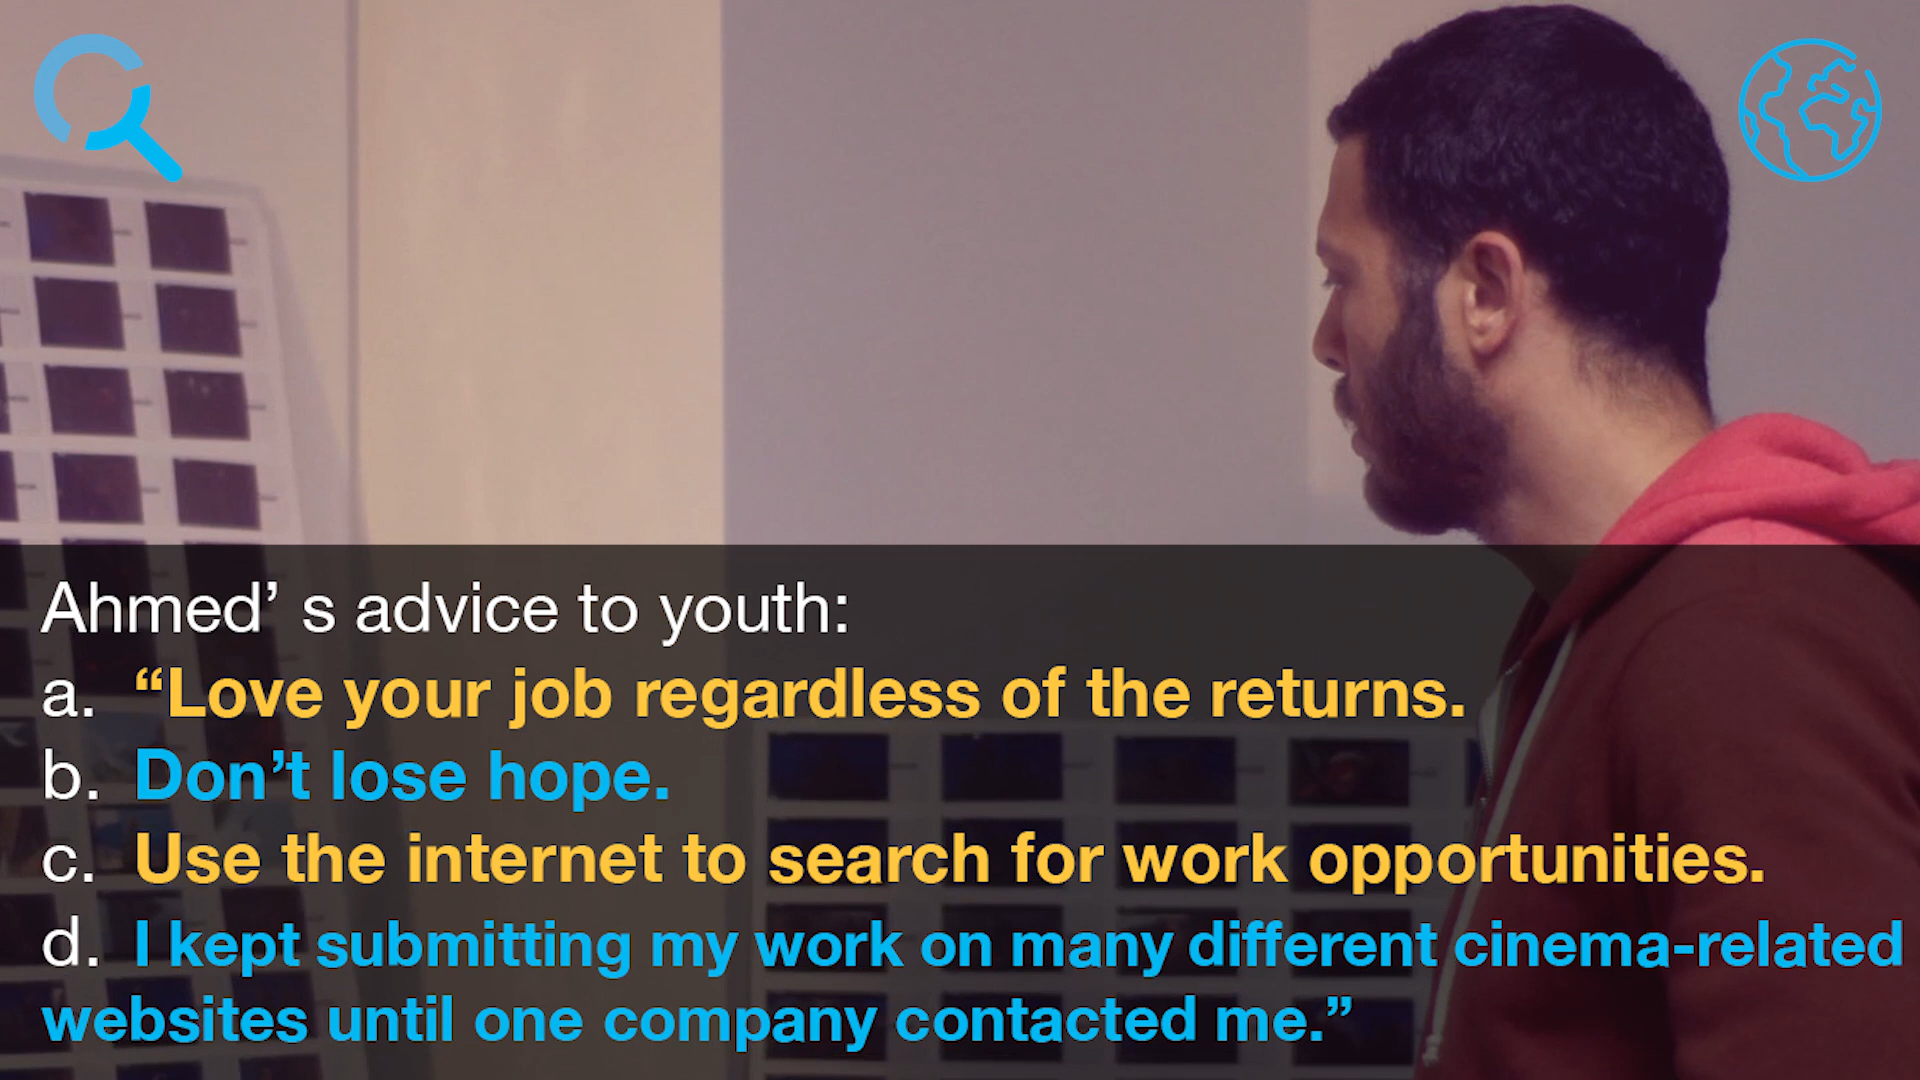 Ahmed’ s advice to youth:
a. “Love your job regardless of the returns.
b. Don’t lose hope.
c. Use the internet to search for work opportunities.
d. I kept submitting my work on many different cinema-related
websites until one company contacted me.”